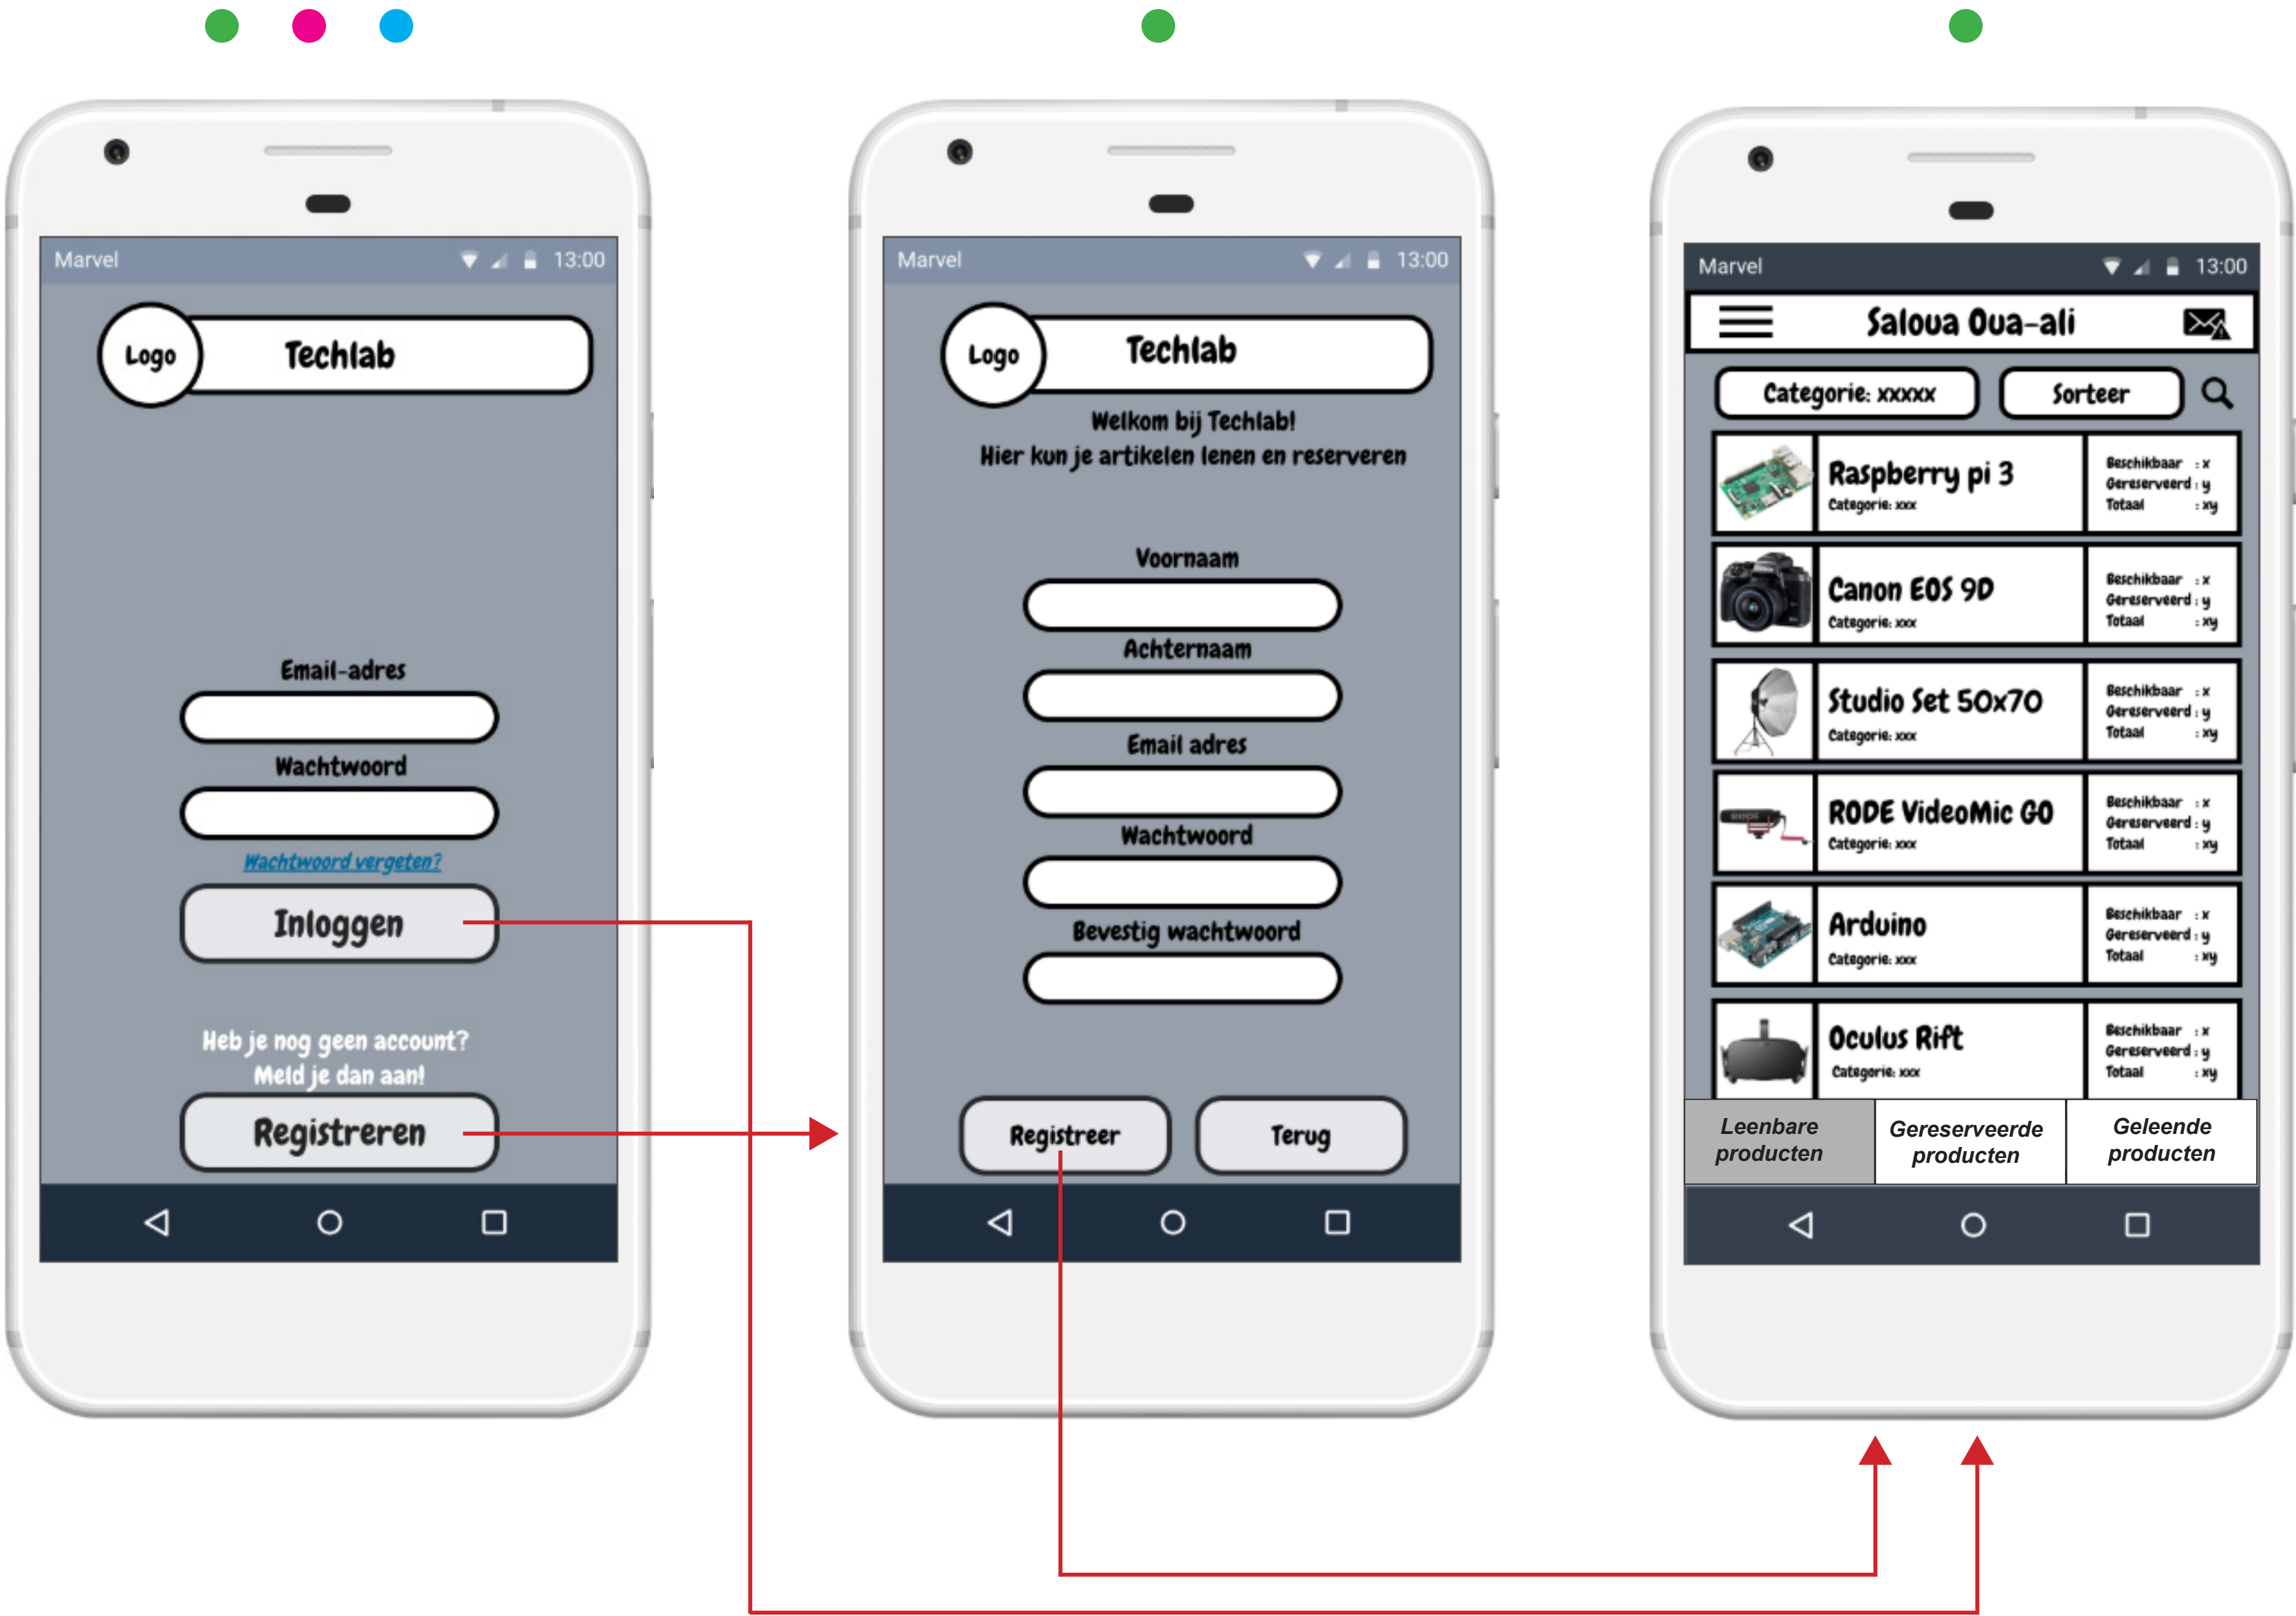 Marvel 13:00
Logo Techlab
Email-adres
Wachtwoord
Wachtwoord vergeten?
Inloggen
Heb je nog geen account?
Meld je dan aan!
Registreren
Marvel 13:00
Logo Techlab
Welkom bij Techlab!
Hier kun je artikelen lenen en reserveren
Voornaam
Achternaam
Email adres
Wachtwoord
Bevestig wachtwoord
Registreer Terug
Marvel 13:00
Saloua Oua-ali
Categorie: xxxxx Sorteer
Raspberry pi 3
Categorie: xxx
Beschikbaar : x
Gereserveerd : y
Totaal : xy
Canon EOS 9D
Categorie: xxx
Beschikbaar : x
Gereserveerd : y
Totaal : xy
Studio Set 50x70
Categorie: xxx
Beschikbaar : x
Gereserveerd : y
Totaal : xy
RODE
RODE VideoMic GO
Categorie: xxx
Beschikbaar : x
Gereserveerd : y
Totaal : xy
Arduino
Categorie: xxx
Beschikbaar : x
Gereserveerd : y
Totaal : xy
Oculus Rift
Categorie: xxx
Beschikbaar : x
Gereserveerd : y
Totaal : xy
Leenbare
producten
Gereserveerde
producten
Geleende
producten